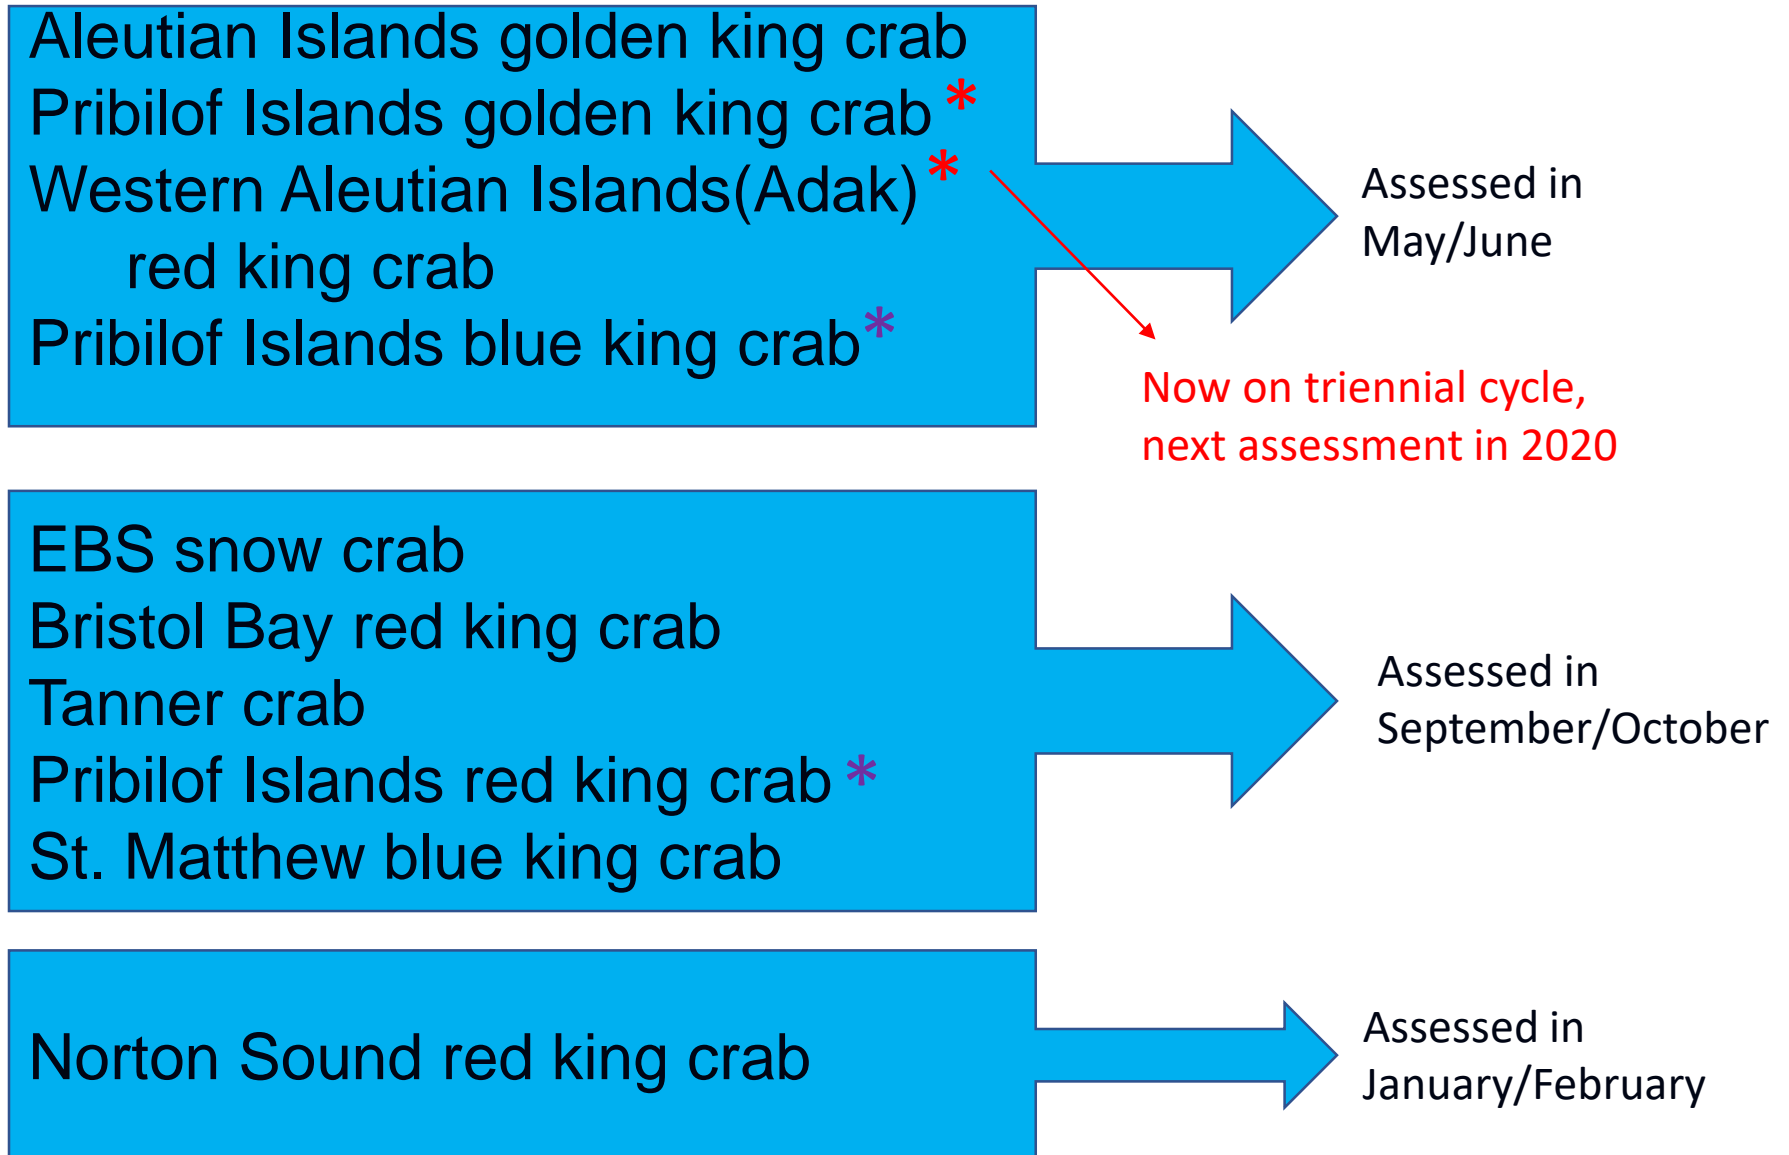 Aleutian Islands golden king crab
Pribilof Islands golden king crab *
Western Aleutian Islands(Adak) *
red king crab
Pribilof Islands blue king crab *
Assessed in
May/June
Now on triennial cycle,
next assessment in 2020
EBS snow crab
Bristol Bay red king crab
Tanner crab
Pribilof Islands red king crab *
St. Matthew blue king crab
Assessed in
September/October
Norton Sound red king crab
Assessed in
January/February